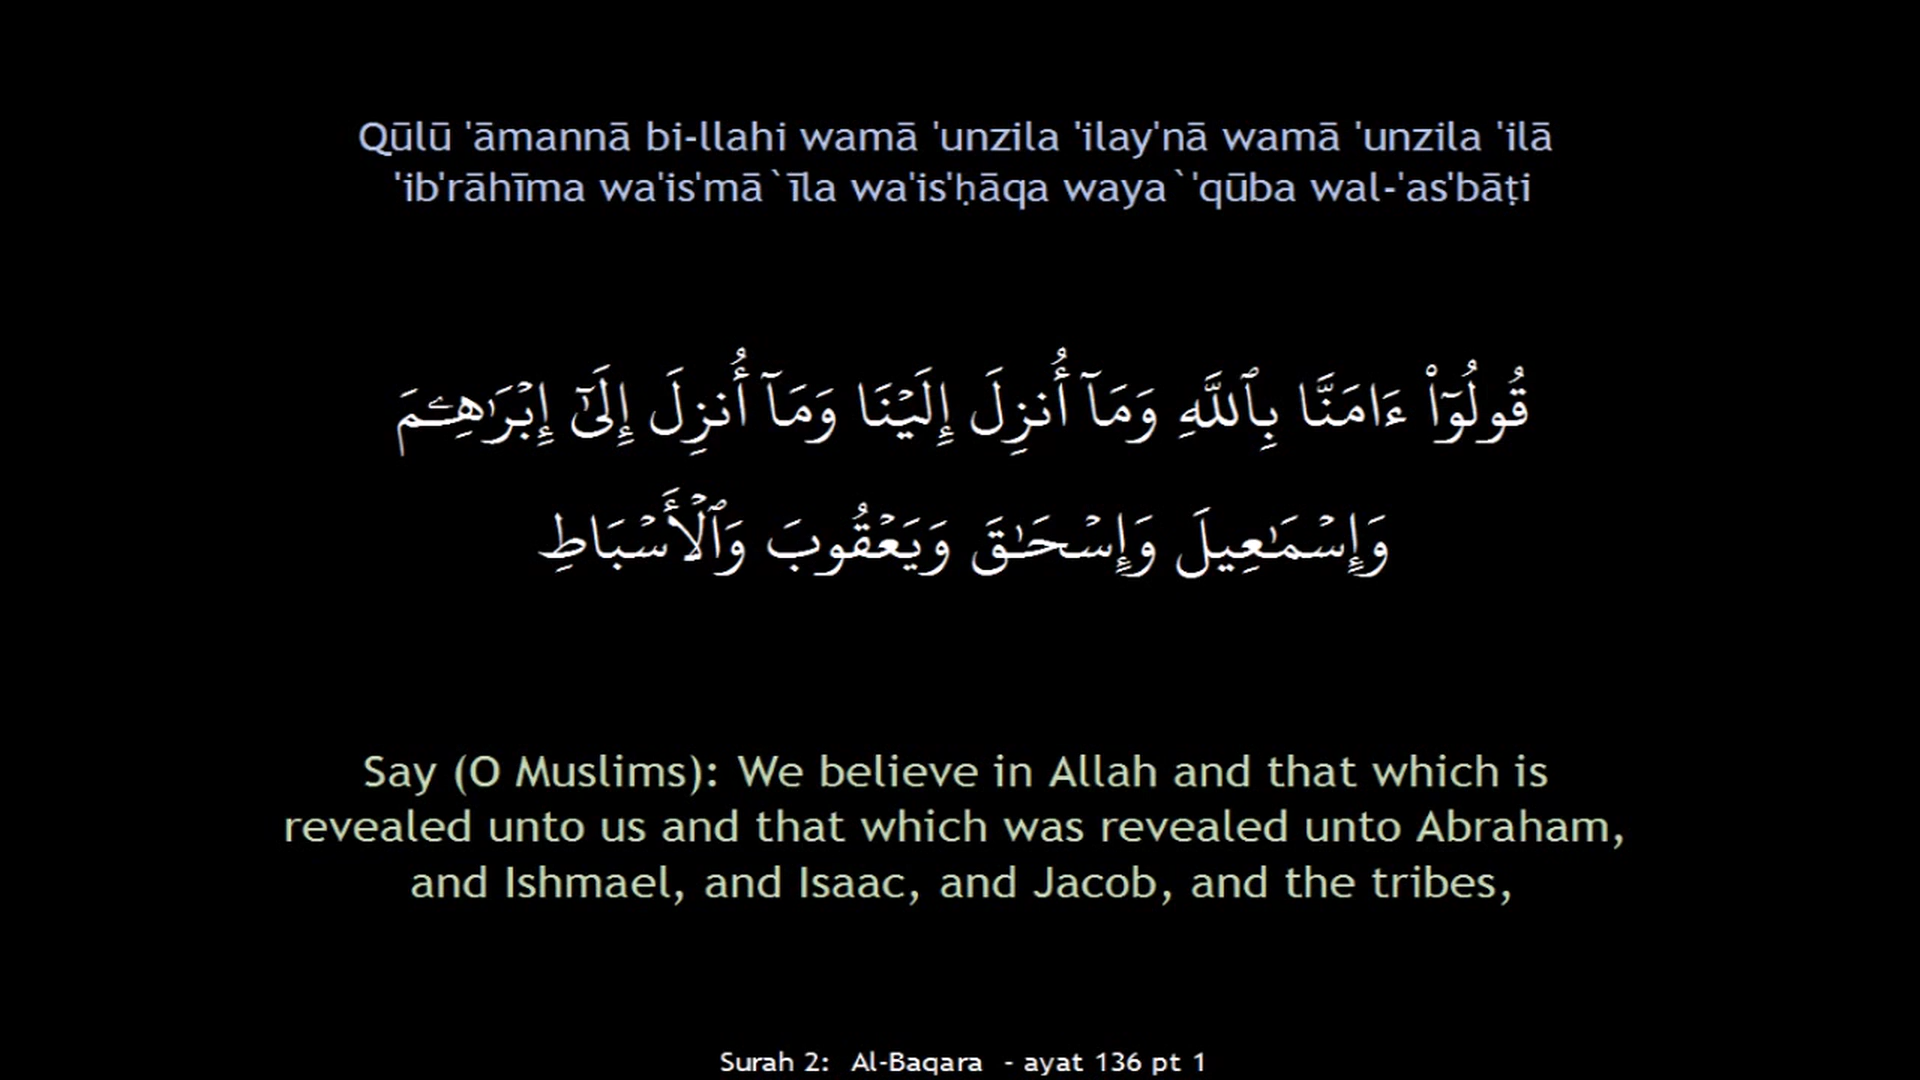 Qūlū 'āmannā bi-llahi wamā 'unzila 'ilay'nā wamā 'unzila 'ilā
'ib'rāhīma wa'is'mā`īla wa'is'ḥāqa waya`'qūba wal-'as'bāṭi
قُولُوٓا۟ ءَامَنَّا بِٱللَّهِ وَمَآ أُنزِلَ إِلَيْنَا وَمَآ أُنزِلَ إِلَىٰٓ إِبْرَٰهِـۧمَ
وَإِسْمَـٰعِيلَ وَإِسْحَـٰقَ وَيَعْقُوبَ وَٱلْأَسْبَاطِ
Say (O Muslims): We believe in Allah and that which is
revealed unto us and that which was revealed unto Abraham,
and Ishmael, and Isaac, and Jacob, and the tribes,
Surah 2: Al-Baqara - ayat 136 pt 1